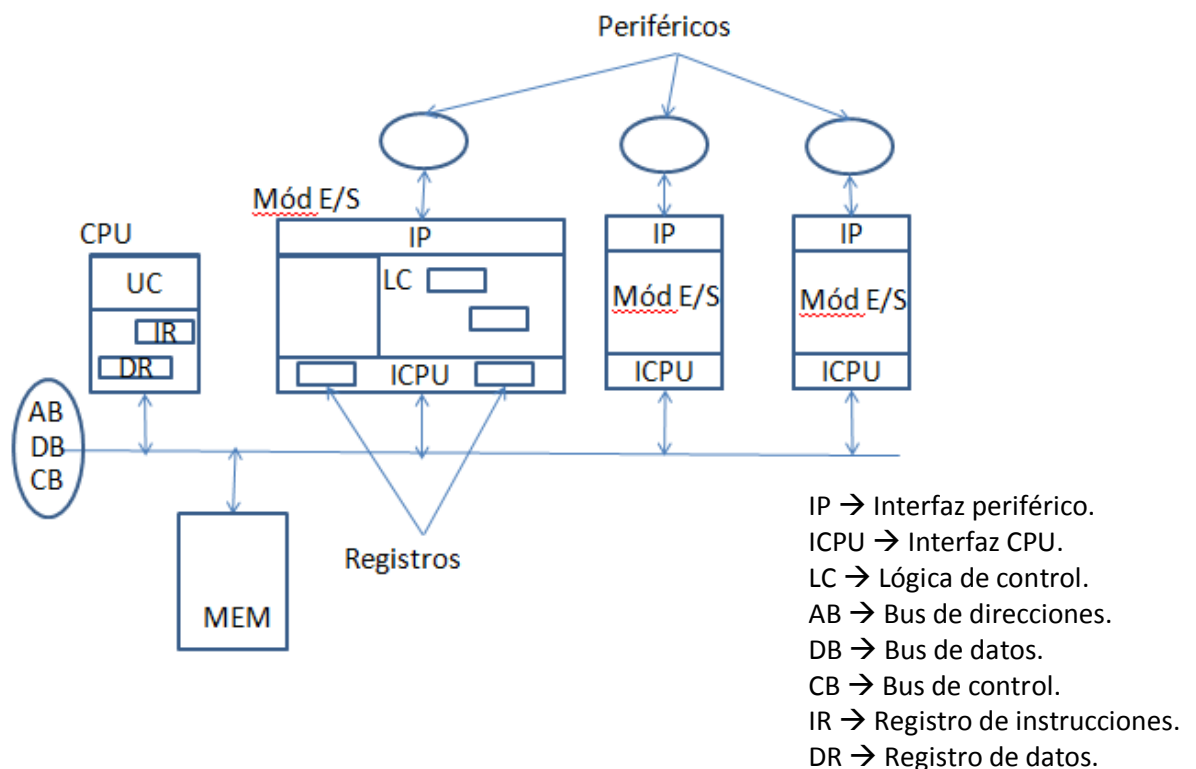 Periféricos
Mód E/S
CPU
UC
IR
DR
IP
LC
ICPU
IP
Mód E/S
ICPU
IP
Mód E/S
ICPU
AB
DB
CB
Registros
MEM
IP → Interfaz periférico.
ICPU → Interfaz CPU.
LC → Lógica de control.
AB → Bus de direcciones.
DB → Bus de datos.
CB → Bus de control.
IR → Registro de instrucciones.
DR → Registro de datos.